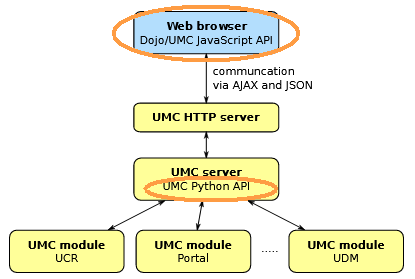 Web browser
Dojo/UMC JavaScript API
communcation
via AJAX and JSON
UMC HTTP server
UMC server
UMC Python API
UMC module
UCR
UMC module
Portal
.....
UMC module
UDM